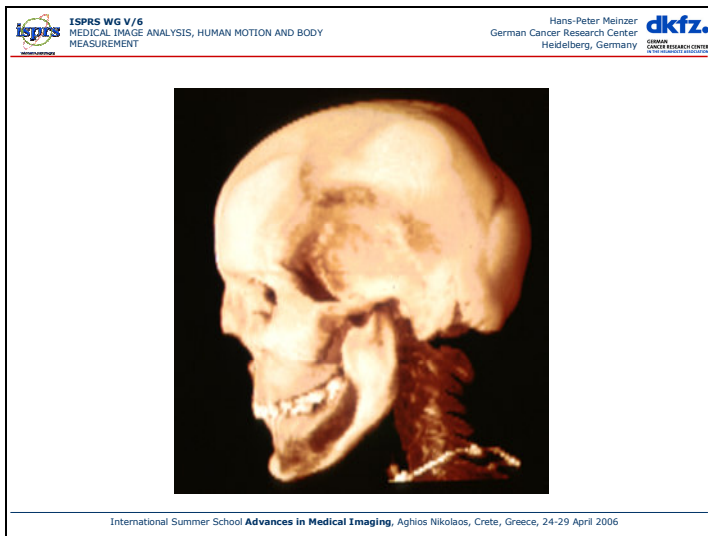 isprs
ISPRS WG V/6
MEDICAL IMAGE ANALYSIS, HUMAN MOTION AND BODY
MEASUREMENT
Hans-Peter Meinzer
German Cancer Research Center
Heidelberg, Germany
dkfz.
GERMAN
CANCER RESEARCH CENTER
IN THE HELMHOLTZ ASSOCIATION
International Summer School Advances in Medical Imaging, Aghios Nikolaos, Crete, Greece, 24-29 April 2006